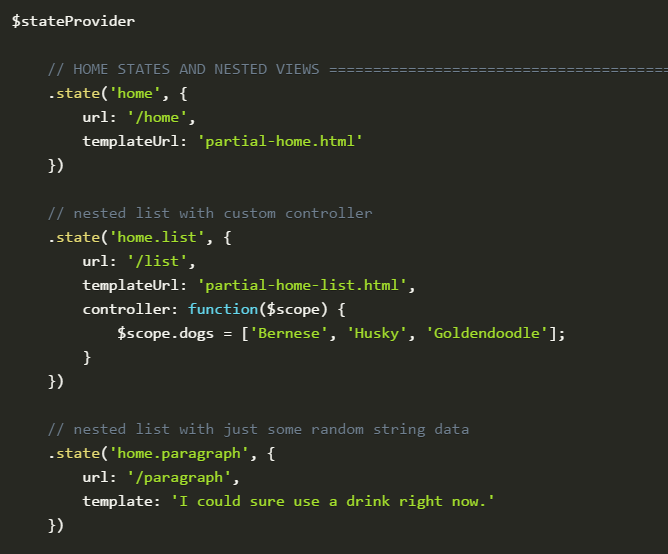 $stateProvider
// HOME STATES AND NESTED VIEWS ========================================
.state('home', {
url: '/home',
templateUrl: 'partial-home.html'
})
// nested list with custom controller
.state('home.list', {
url: '/list',
templateUrl: 'partial-home-list.html',
controller: function($scope) {
$scope.dogs = ['Bernese', 'Husky', 'Goldendoodle'];
}
})
// nested list with just some random string data
.state('home.paragraph', {
url: '/paragraph',
template: 'I could sure use a drink right now.'
})